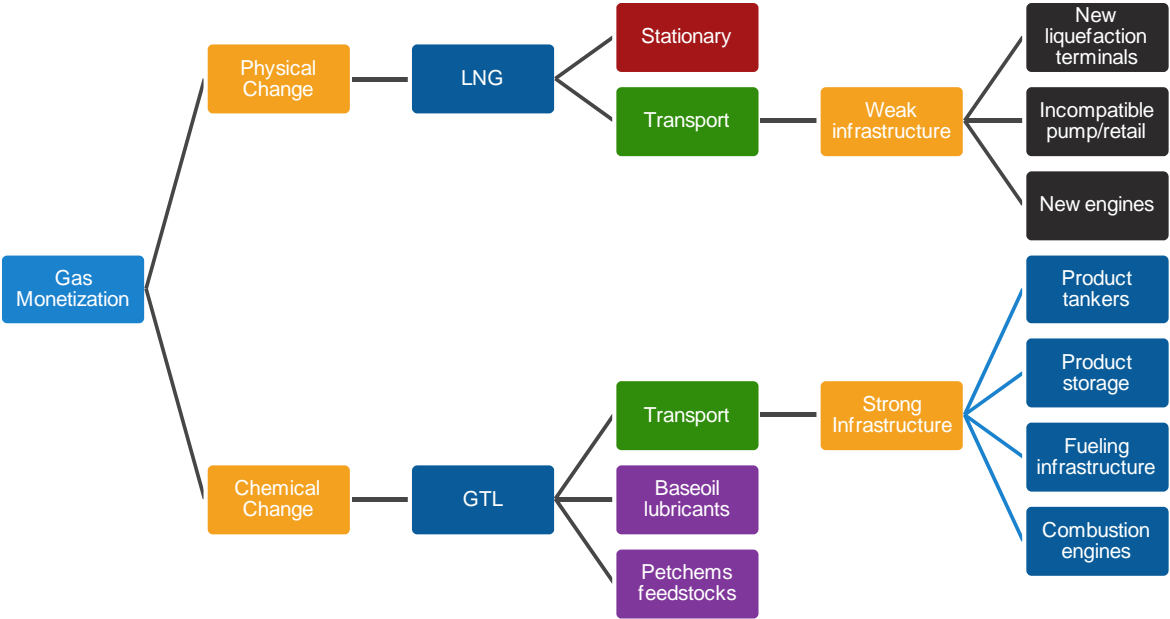 Gas
Monetization
Physical
Change
LNG
Stationary
Transport
Weak
infrastructure
New
liquefaction
terminals
Incompatible
pump/retail
New engines
Chemical
Change
GTL
Transport
Baseoil
lubricants
Petchems
feedstocks
Strong
Infrastructure
Product
tankers
Product
storage
Fueling
infrastructure
Combustion
engines